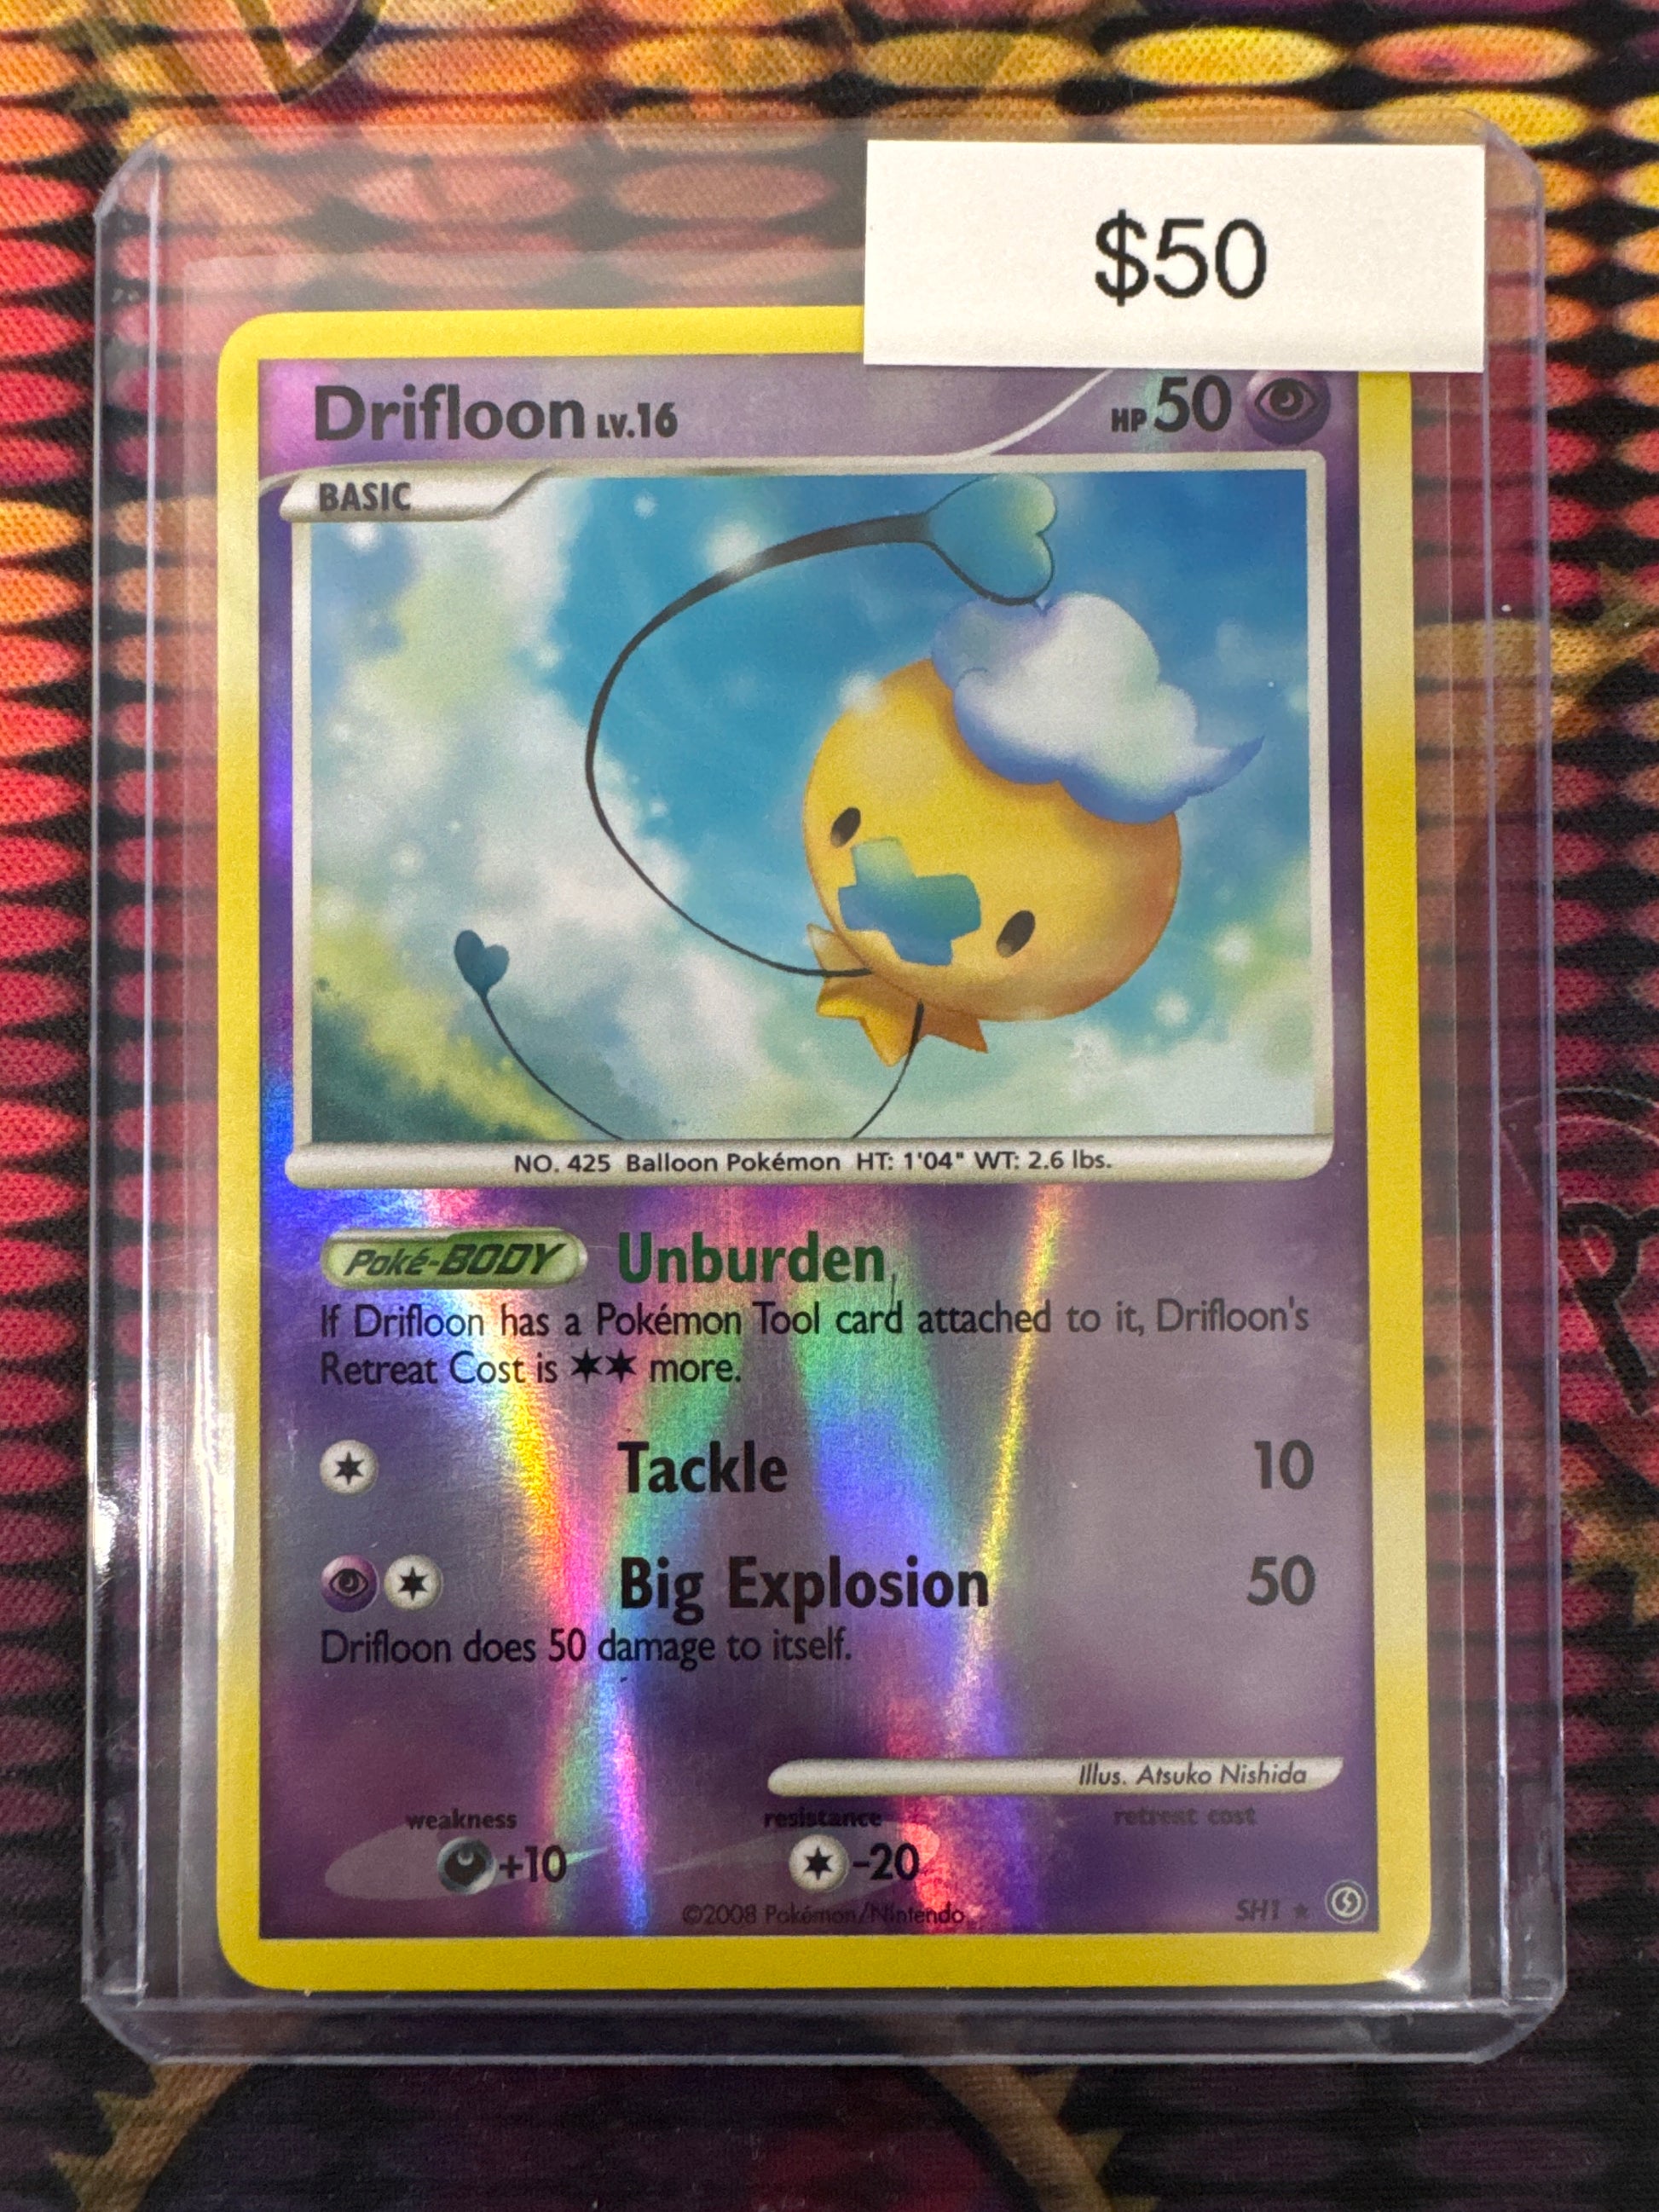 $50
Drifloon LV.16
HP 50
BASIC
NO. 425 Balloon Pokémon HT: 1'04" WT: 2.6 lbs.
Poké-BODY Unburden
If Drifloon has a Pokémon Tool card attached to it, Drifloon's
Retreat Cost is ✶✶ more.
Tackle 10
Big Explosion 50
Drifloon does 50 damage to itself.
Illus. Atsuko Nishida
weakness resistance retreat cost
+10 -20
©2008 Pokémon/Nintendo SH1 ★